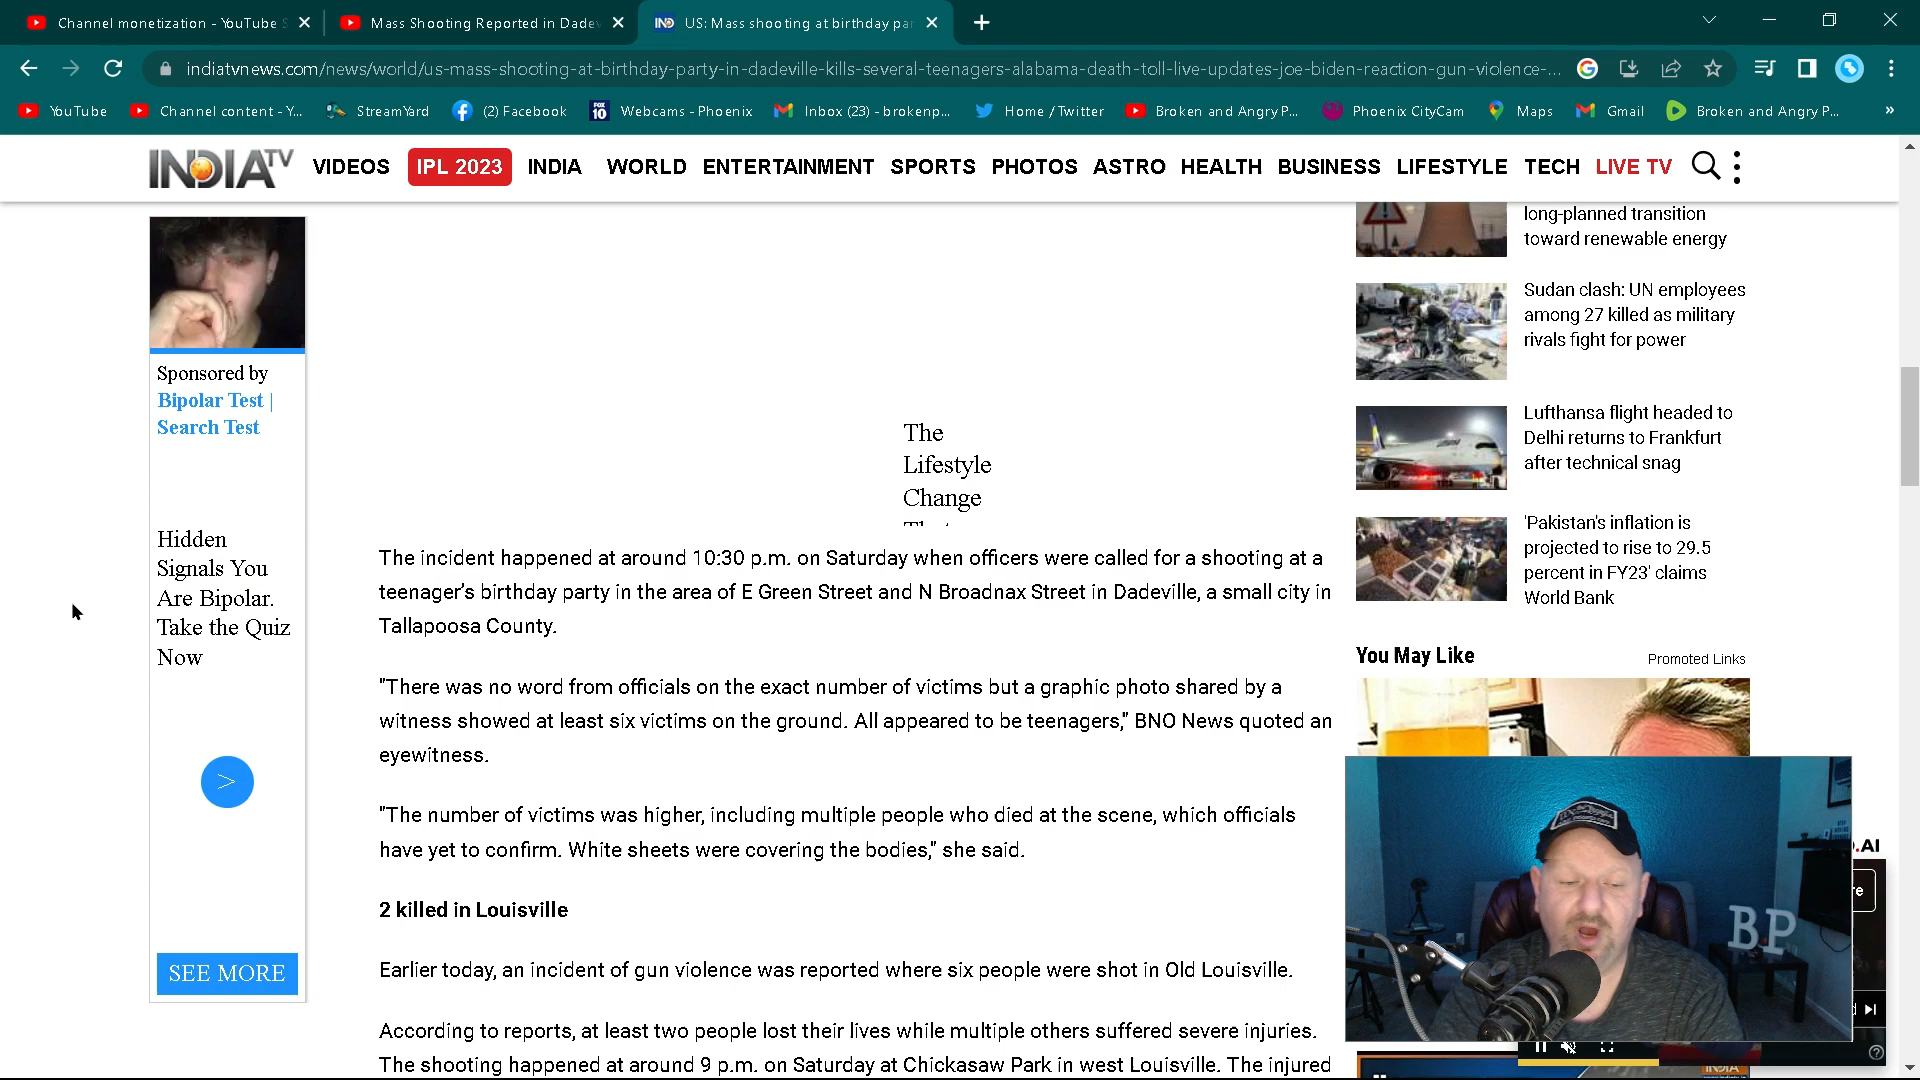 Channel monetization - YouTube S
Mass Shooting Reported in Dadev
IND US: Mass shooting at birthday par
indiatvnews.com/news/world/us-mass-shooting-at-birthday-party-in-dadeville-kills-several-teenagers-alabama-death-toll-live-updates-joe-biden-reaction-gun-violence-...
YouTube
Channel content - Y...
StreamYard
(2) Facebook
FOX 10
Webcams - Phoenix
Inbox (23) - brokenp...
Home / Twitter
Broken and Angry P...
Phoenix CityCam
Maps
Gmail
Broken and Angry P...
»
INDIA TV
VIDEOS IPL 2023 INDIA WORLD ENTERTAINMENT SPORTS PHOTOS ASTRO HEALTH BUSINESS LIFESTYLE TECH LIVE TV
Sponsored by
Bipolar Test |
Search Test
Hidden
Signals You
Are Bipolar.
Take the Quiz
Now
>
SEE MORE
The
Lifestyle
Change
The incident happened at around 10:30 p.m. on Saturday when officers were called for a shooting at a
teenager's birthday party in the area of E Green Street and N Broadnax Street in Dadeville, a small city in
Tallapoosa County.
"There was no word from officials on the exact number of victims but a graphic photo shared by a
witness showed at least six victims on the ground. All appeared to be teenagers," BNO News quoted an
eyewitness.
"The number of victims was higher, including multiple people who died at the scene, which officials
have yet to confirm. White sheets were covering the bodies," she said.
2 killed in Louisville
Earlier today, an incident of gun violence was reported where six people were shot in Old Louisville.
According to reports, at least two people lost their lives while multiple others suffered severe injuries.
The shooting happened at around 9 p.m. on Saturday at Chickasaw Park in west Louisville. The injured
long-planned transition
toward renewable energy
Sudan clash: UN employees
among 27 killed as military
rivals fight for power
Lufthansa flight headed to
Delhi returns to Frankfurt
after technical snag
'Pakistan's inflation is
projected to rise to 29.5
percent in FY23' claims
World Bank
You May Like
Promoted Links
.AI
re
B.P
INDIA